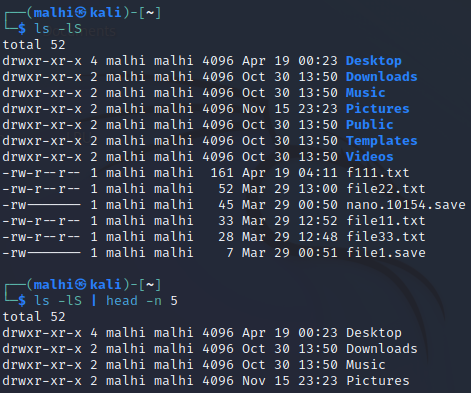 ┌──(malhi㉿kali)-[~]
└─$ ls -lS
total 52
drwxr-xr-x 4 malhi malhi 4096 Apr 19 00:23 Desktop
drwxr-xr-x 2 malhi malhi 4096 Oct 30 13:50 Downloads
drwxr-xr-x 2 malhi malhi 4096 Oct 30 13:50 Music
drwxr-xr-x 2 malhi malhi 4096 Nov 15 23:23 Pictures
drwxr-xr-x 2 malhi malhi 4096 Oct 30 13:50 Public
drwxr-xr-x 2 malhi malhi 4096 Oct 30 13:50 Templates
drwxr-xr-x 2 malhi malhi 4096 Oct 30 13:50 Videos
-rw-r--r-- 1 malhi malhi  161 Apr 19 04:11 f111.txt
-rw-r--r-- 1 malhi malhi   52 Mar 29 13:00 file22.txt
-rw------- 1 malhi malhi   45 Mar 29 00:50 nano.10154.save
-rw-r--r-- 1 malhi malhi   33 Mar 29 12:52 file11.txt
-rw-r--r-- 1 malhi malhi   28 Mar 29 12:48 file33.txt
-rw------- 1 malhi malhi    7 Mar 29 00:51 file1.save
┌──(malhi㉿kali)-[~]
└─$ ls -lS | head -n 5
total 52
drwxr-xr-x 4 malhi malhi 4096 Apr 19 00:23 Desktop
drwxr-xr-x 2 malhi malhi 4096 Oct 30 13:50 Downloads
drwxr-xr-x 2 malhi malhi 4096 Oct 30 13:50 Music
drwxr-xr-x 2 malhi malhi 4096 Nov 15 23:23 Pictures